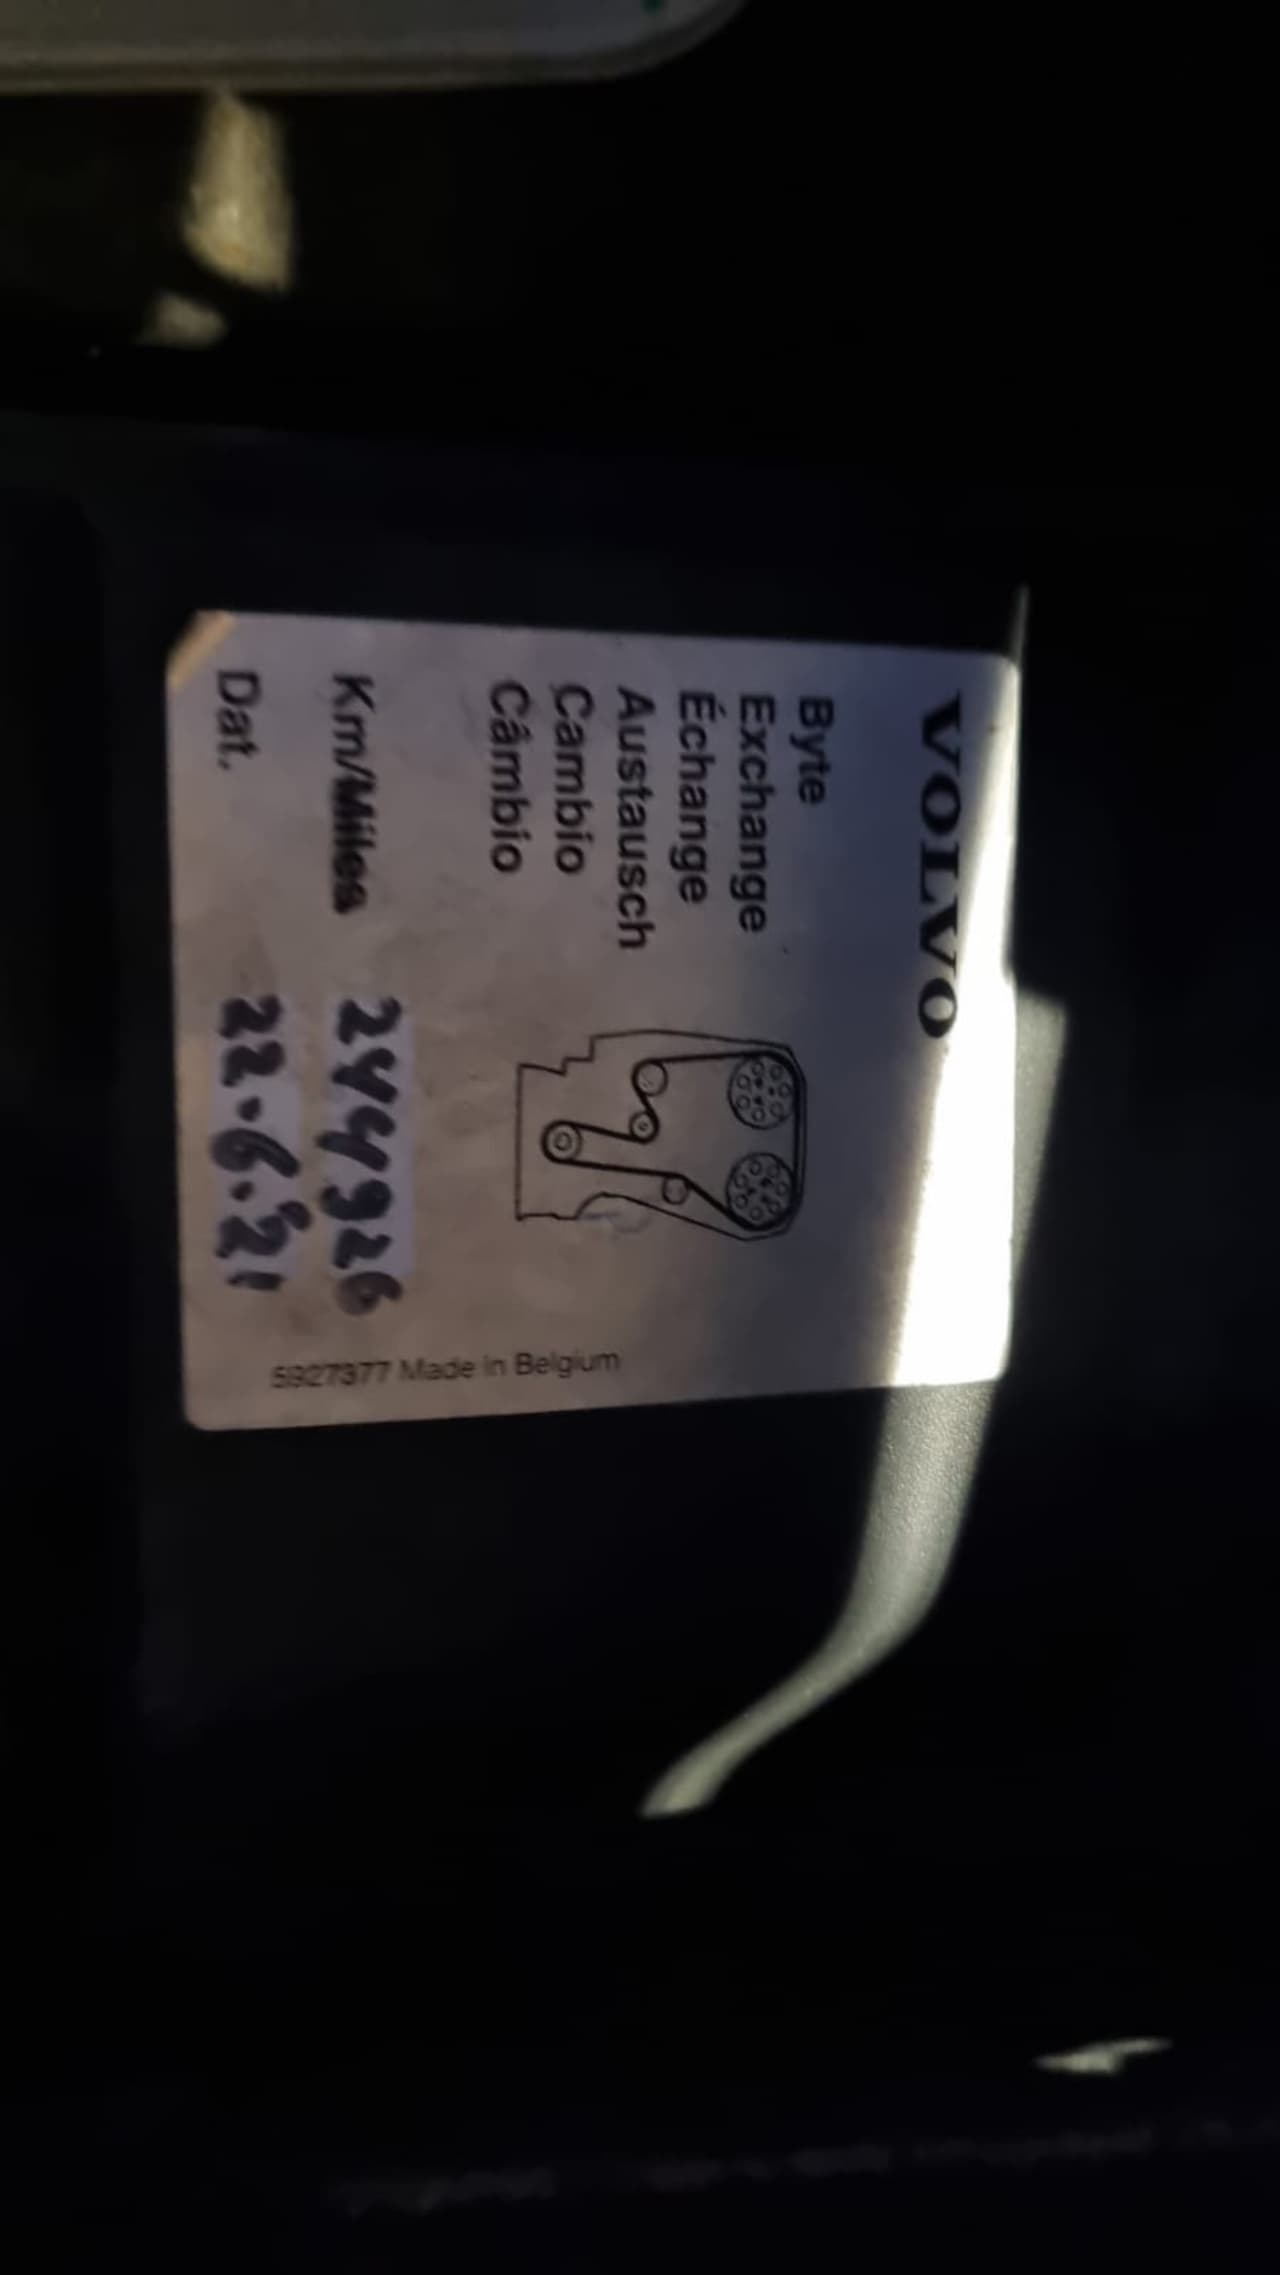 VOLVO
Byte
Exchange
Échange
Austausch
Cambio
Câmbio
Km/Miles 244926
Dat. 22.6.21
5927377 Made in Belgium